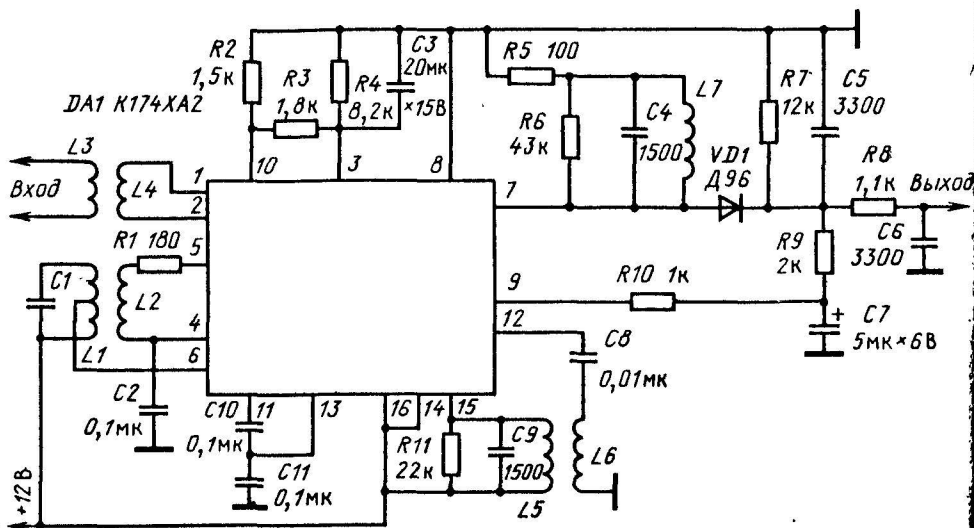 R2
1,5к
R3
1,8к
R4
8,2к
C3
20мк
×15В
R5 100
R6
43к
C4
1500
L7
R7
12к
C5
3300
VD1
Д96
R8
1,1к
Выход
C6
3300
DA1 К174ХА2
L3
Вход
L4
1
2
10
3
8
7
R1 180
5
C1
L2
L1
4
6
9
12
R10 1к
R9
2к
+
C7
5мк×6В
C8
0,01мк
C2
0,1мк
C10
0,1мк
11
13
16
14
15
C11
0,1мк
R11
22к
C9
1500
L5
L6
+12В